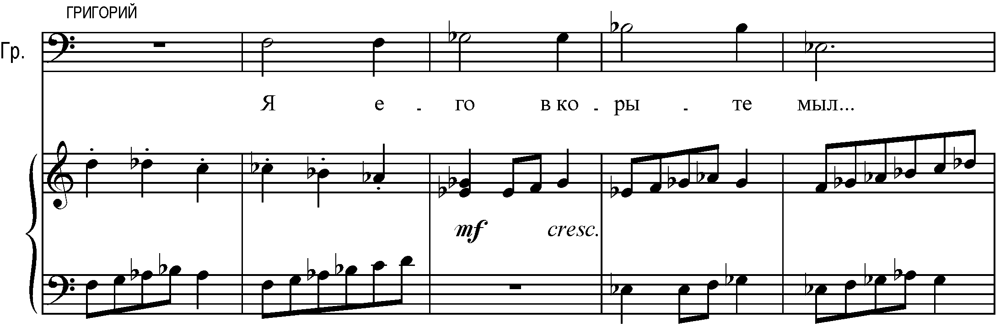 ГРИГОРИЙ
Гр.
Я е - го в ко - ры - те мыл...
mf cresc.